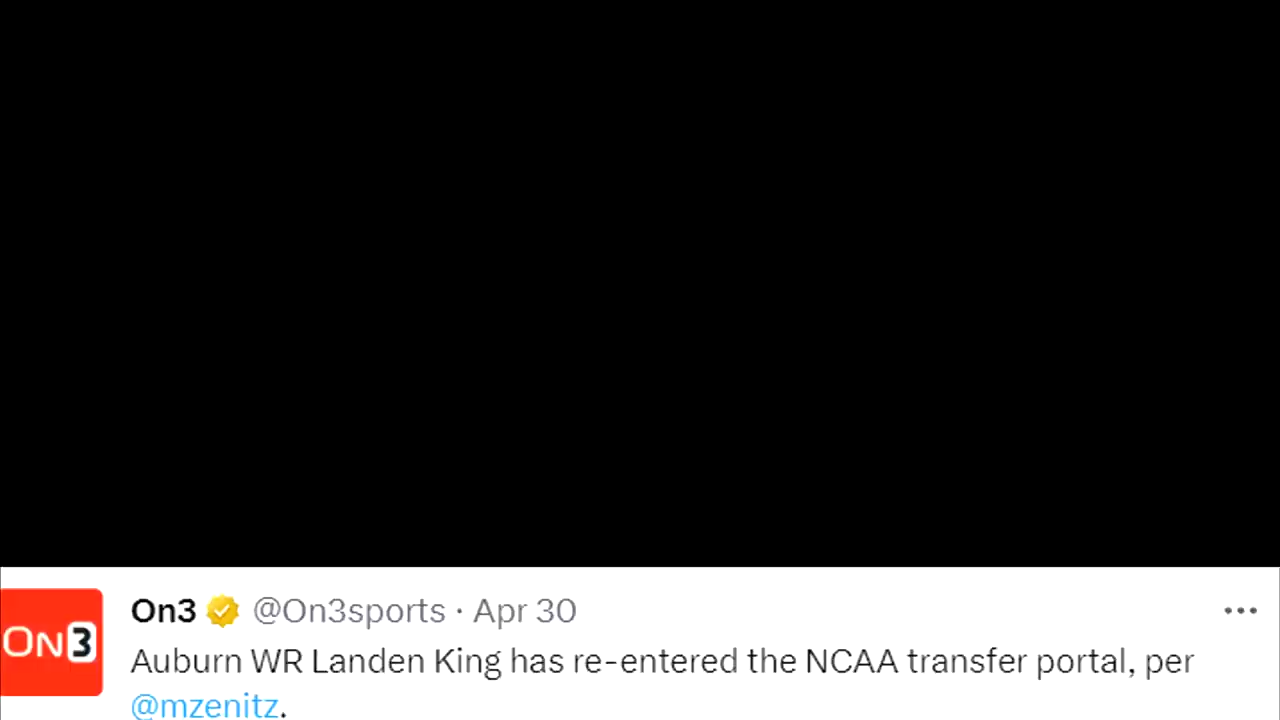 On3 @On3sports · Apr 30
ON3
Auburn WR Landen King has re-entered the NCAA transfer portal, per
@mzenitz.